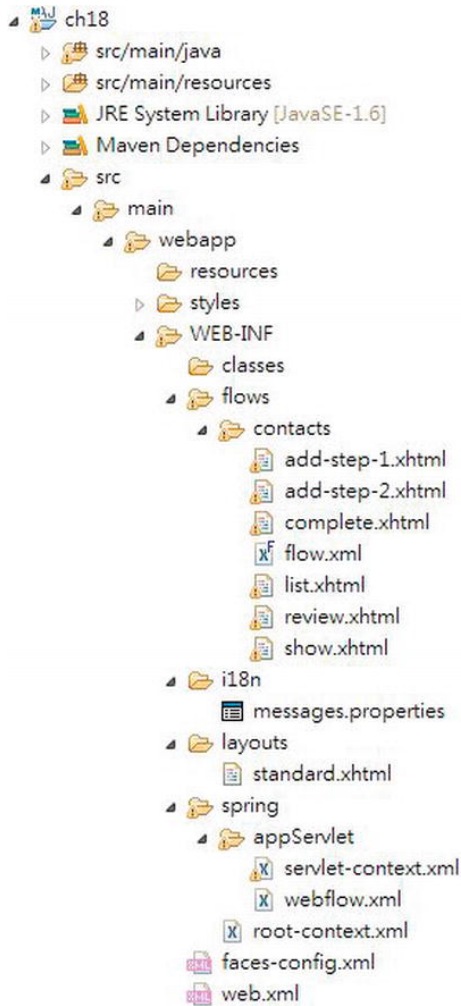 ch18
src/main/java
src/main/resources
JRE System Library [JavaSE-1.6]
Maven Dependencies
src
main
webapp
resources
styles
WEB-INF
classes
flows
contacts
add-step-1.xhtml
add-step-2.xhtml
complete.xhtml
flow.xml
list.xhtml
review.xhtml
show.xhtml
i18n
messages.properties
layouts
standard.xhtml
spring
appServlet
servlet-context.xml
webflow.xml
root-context.xml
faces-config.xml
web.xml